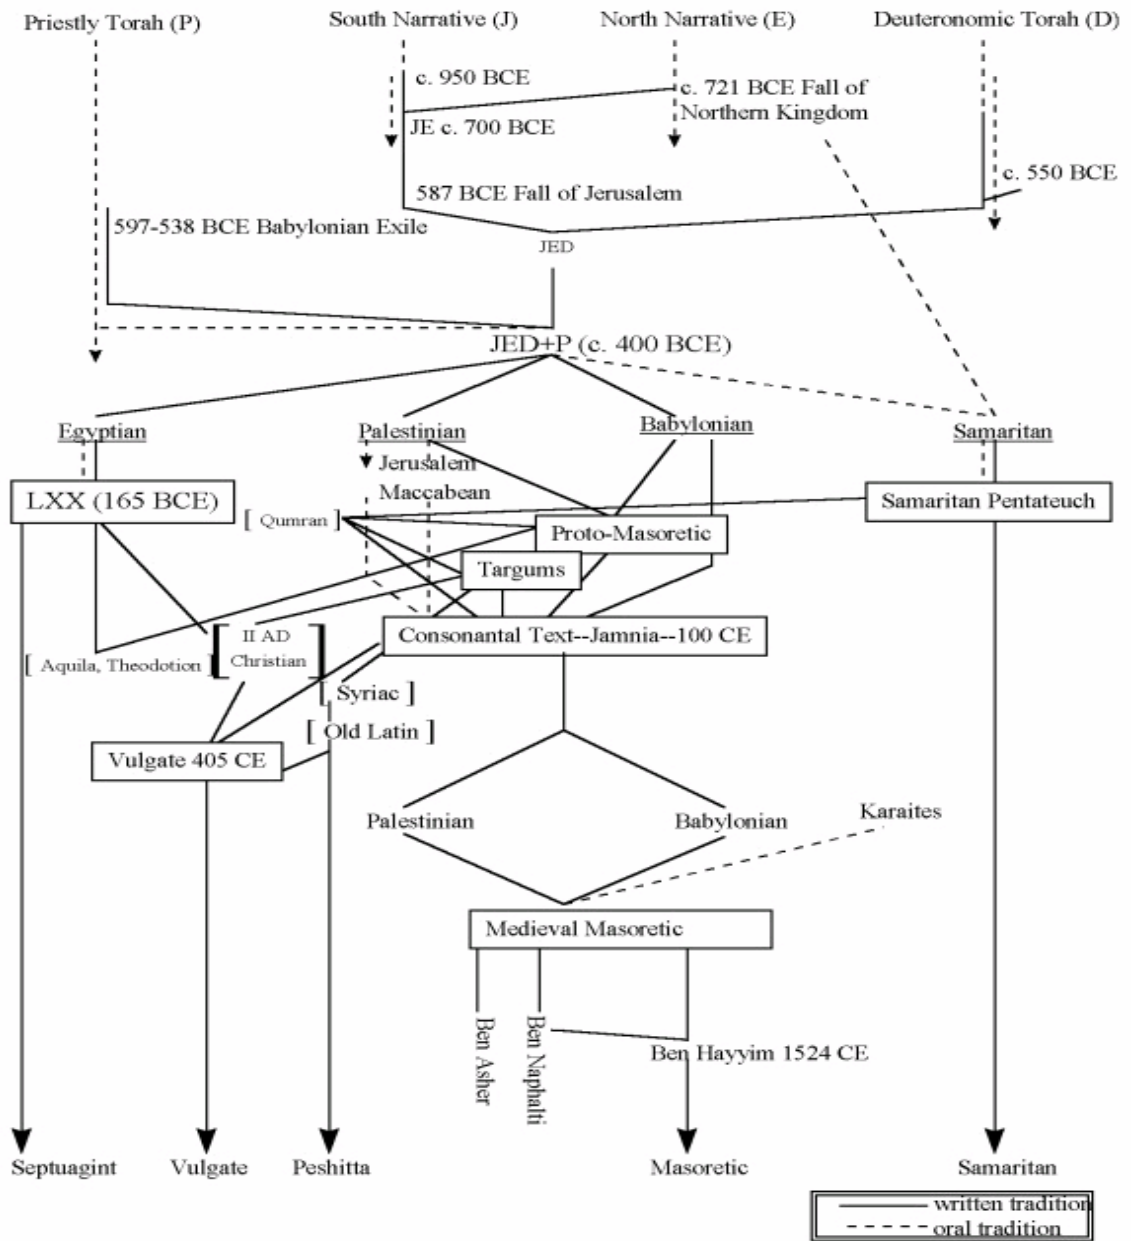 Priestly Torah (P)
South Narrative (J)
North Narrative (E)
Deuteronomic Torah (D)
c. 950 BCE
c. 721 BCE Fall of
Northern Kingdom
JE c. 700 BCE
c. 550 BCE
587 BCE Fall of Jerusalem
597-538 BCE Babylonian Exile
JED
JED+P (c. 400 BCE)
Egyptian
Palestinian
Babylonian
Samaritan
Jerusalem
Maccabean
LXX (165 BCE)
Samaritan Pentateuch
[ Qumran ]
Proto-Masoretic
Targums
Consonantal Text--Jamnia--100 CE
[ Aquila, Theodotion ]
[ II AD
Christian ]
[ Syriac ]
[ Old Latin ]
Vulgate 405 CE
Palestinian
Babylonian
Karaites
Medieval Masoretic
Ben Asher
Ben Naphalti
Ben Hayyim 1524 CE
Septuagint
Vulgate
Peshitta
Masoretic
Samaritan
written tradition
oral tradition